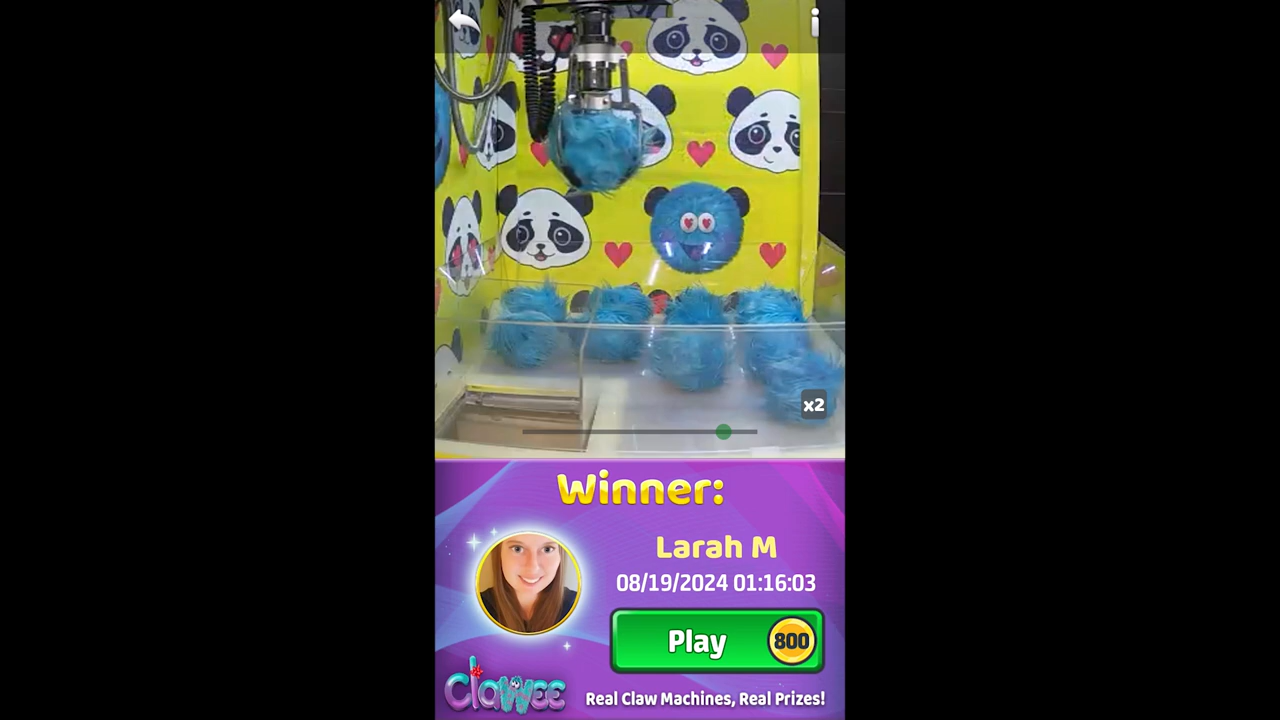 x2
Winner:
Larah M
08/19/2024 01:16:03
Play 800
Clawee
Real Claw Machines, Real Prizes!